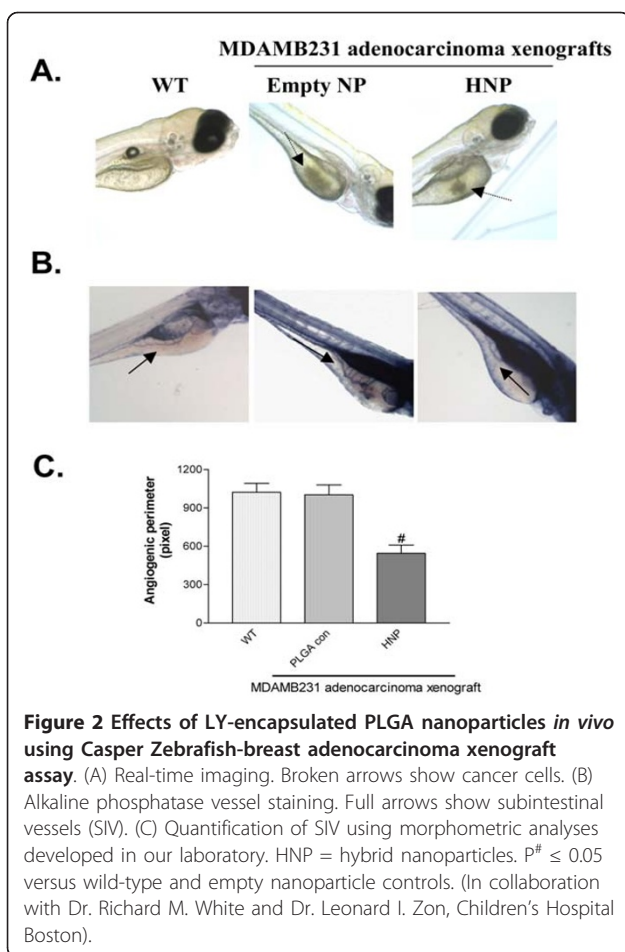 MDAMB231 adenocarcinoma xenografts
A.
WT
Empty NP
HNP
B.
C.
1200
900
600
300
0
Angiogenic perimeter
(pixel)
#
WT
PLGA con
HNP
MDAMB231 adenocarcinoma xenograft
Figure 2 Effects of LY-encapsulated PLGA nanoparticles in vivo
using Casper Zebrafish-breast adenocarcinoma xenograft
assay. (A) Real-time imaging. Broken arrows show cancer cells. (B)
Alkaline phosphatase vessel staining. Full arrows show subintestinal
vessels (SIV). (C) Quantification of SIV using morphometric analyses
developed in our laboratory. HNP = hybrid nanoparticles. P# ≤ 0.05
versus wild-type and empty nanoparticle controls. (In collaboration
with Dr. Richard M. White and Dr. Leonard I. Zon, Children's Hospital
Boston).